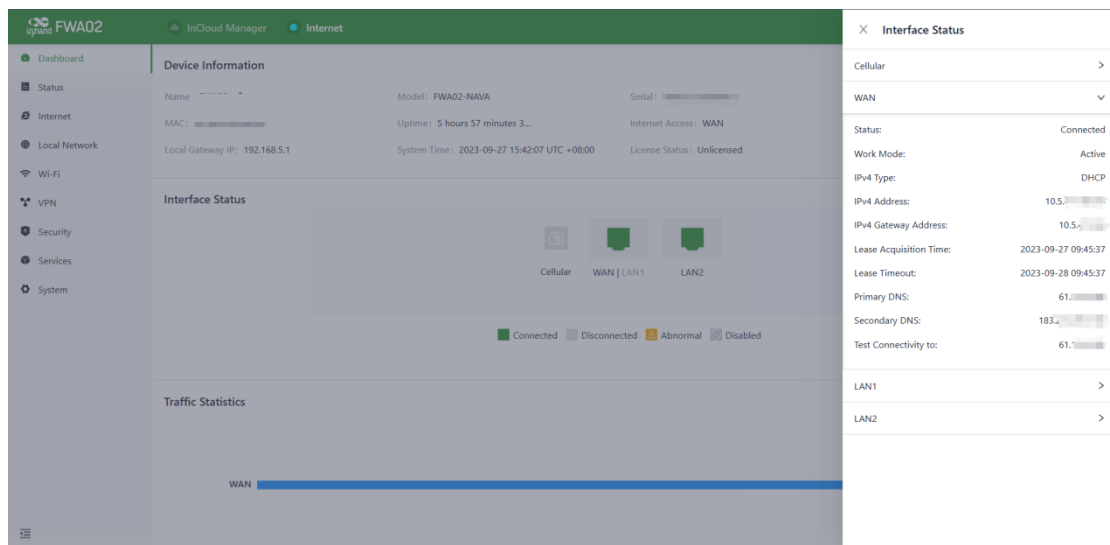 inhand FWA02
InCloud Manager
Internet
Dashboard
Status
Internet
Local Network
Wi-Fi
VPN
Security
Services
System
Device Information
Name
Model: FWA02-NAVA
Serial:
MAC:
Uptime: 5 hours 57 minutes 3...
Internet Access: WAN
Local Gateway IP: 192.168.5.1
System Time: 2023-09-27 15:42:07 UTC +08:00
License Status: Unlicensed
Interface Status
Cellular
WAN | LAN1
LAN2
Connected Disconnected Abnormal Disabled
Traffic Statistics
WAN
Interface Status
Cellular
WAN
Status: Connected
Work Mode: Active
IPv4 Type: DHCP
IPv4 Address: 10.5.
IPv4 Gateway Address: 10.5.
Lease Acquisition Time: 2023-09-27 09:45:37
Lease Timeout: 2023-09-28 09:45:37
Primary DNS: 61.
Secondary DNS: 183.
Test Connectivity to: 61.
LAN1
LAN2